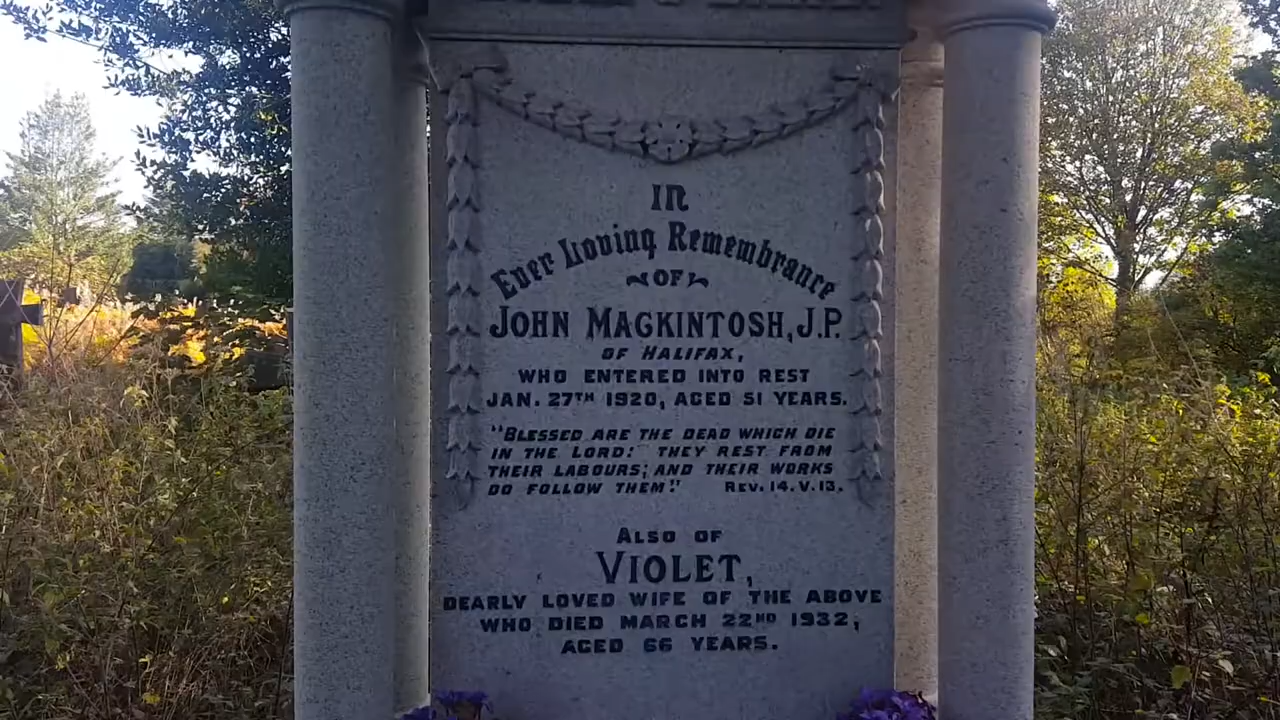 In
Ever Loving Remembrance
OF
JOHN MACKINTOSH, J.P.
OF HALIFAX,
WHO ENTERED INTO REST
JAN. 27TH 1920, AGED 51 YEARS.
"BLESSED ARE THE DEAD WHICH DIE
IN THE LORD: THEY REST FROM
THEIR LABOURS; AND THEIR WORKS
DO FOLLOW THEM." REV. 14. V. 13.
ALSO OF
VIOLET,
DEARLY LOVED WIFE OF THE ABOVE
WHO DIED MARCH 22ND 1932,
AGED 66 YEARS.